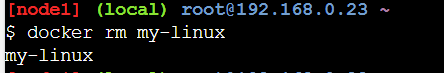 [node1] (local) root@192.168.0.23 ~
$ docker rm my-linux
my-linux